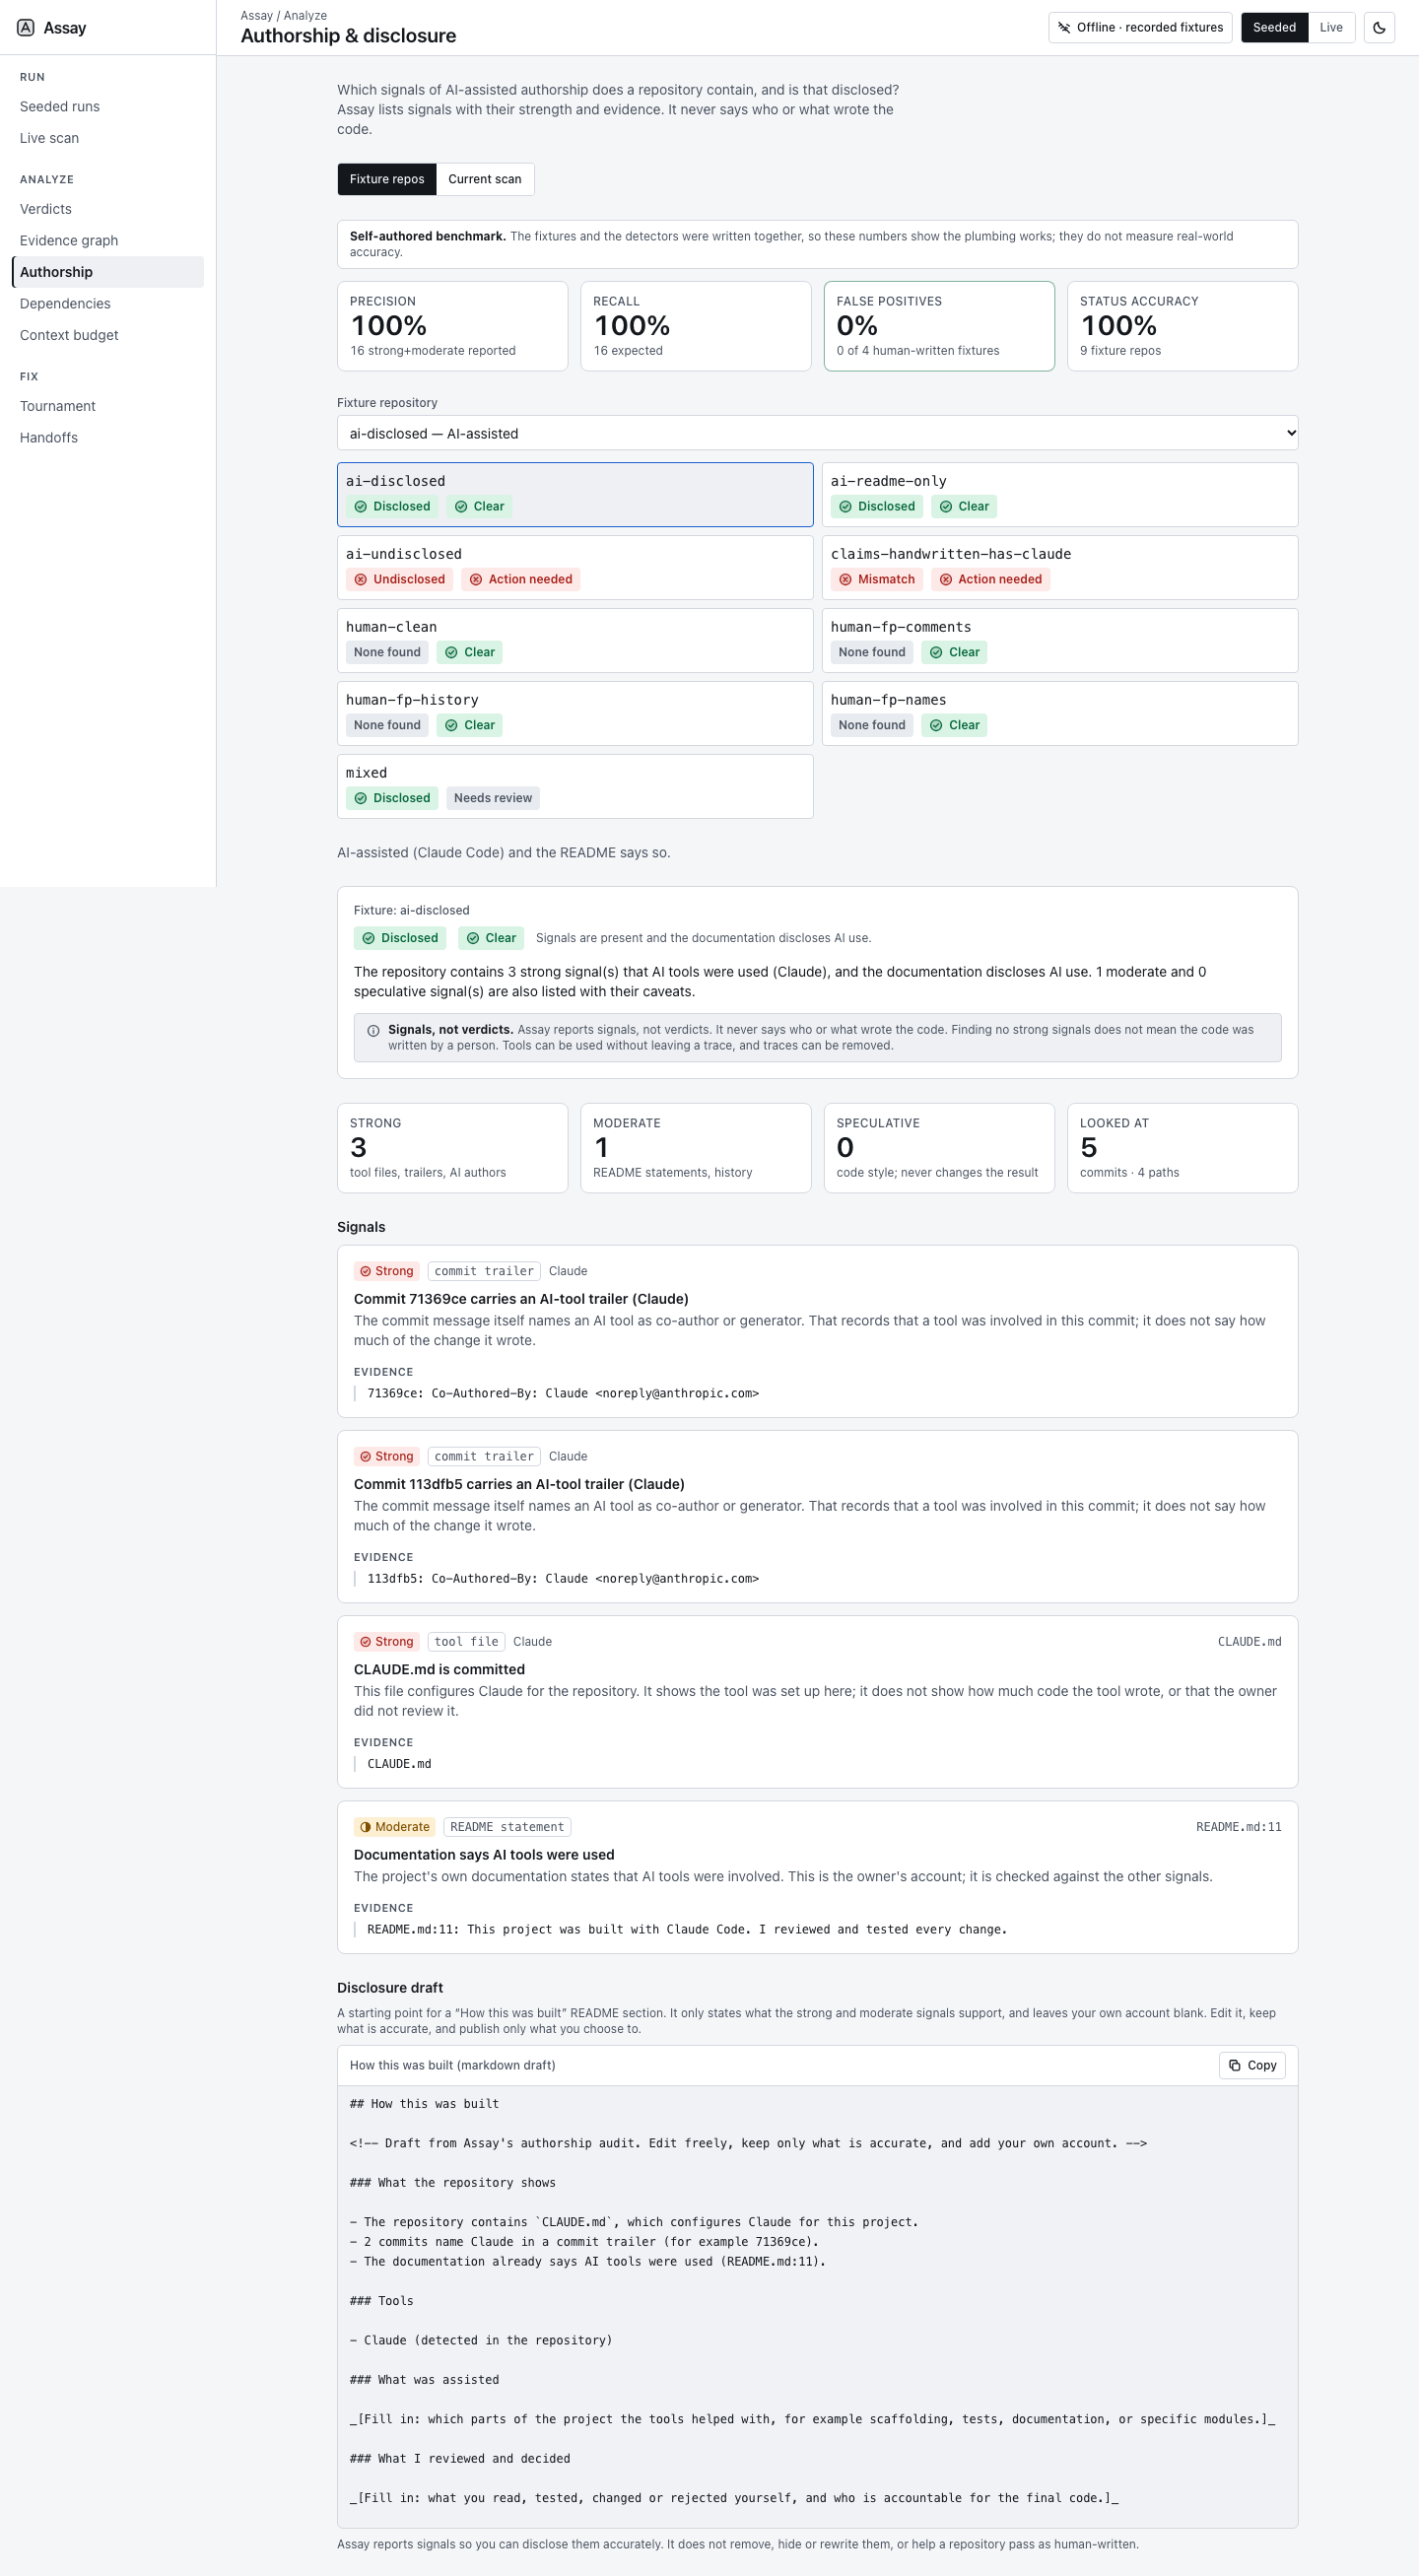 Assay
RUN
Seeded runs
Live scan
ANALYZE
Verdicts
Evidence graph
Authorship
Dependencies
Context budget
FIX
Tournament
Handoffs
Assay / Analyze
Authorship & disclosure
Offline · recorded fixtures
Seeded
Live
Which signals of AI-assisted authorship does a repository contain, and is that disclosed?
Assay lists signals with their strength and evidence. It never says who or what wrote the
code.
Fixture repos
Current scan
Self-authored benchmark. The fixtures and the detectors were written together, so these numbers show the plumbing works; they do not measure real-world
accuracy.
PRECISION
100%
16 strong+moderate reported
RECALL
100%
16 expected
FALSE POSITIVES
0%
0 of 4 human-written fixtures
STATUS ACCURACY
100%
9 fixture repos
Fixture repository
ai-disclosed — AI-assisted
ai-disclosed
Disclosed
Clear
ai-readme-only
Disclosed
Clear
ai-undisclosed
Undisclosed
Action needed
claims-handwritten-has-claude
Mismatch
Action needed
human-clean
None found
Clear
human-fp-comments
None found
Clear
human-fp-history
None found
Clear
human-fp-names
None found
Clear
mixed
Disclosed
Needs review
AI-assisted (Claude Code) and the README says so.
Fixture: ai-disclosed
Disclosed
Clear
Signals are present and the documentation discloses AI use.
The repository contains 3 strong signal(s) that AI tools were used (Claude), and the documentation discloses AI use. 1 moderate and 0
speculative signal(s) are also listed with their caveats.
Signals, not verdicts. Assay reports signals, not verdicts. It never says who or what wrote the code. Finding no strong signals does not mean the code was
written by a person. Tools can be used without leaving a trace, and traces can be removed.
STRONG
3
tool files, trailers, AI authors
MODERATE
1
README statements, history
SPECULATIVE
0
code style; never changes the result
LOOKED AT
5
commits · 4 paths
Signals
Strong
commit trailer
Claude
Commit 71369ce carries an AI-tool trailer (Claude)
The commit message itself names an AI tool as co-author or generator. That records that a tool was involved in this commit; it does not say how
much of the change it wrote.
EVIDENCE
71369ce: Co-Authored-By: Claude <noreply@anthropic.com>
Strong
commit trailer
Claude
Commit 113dfb5 carries an AI-tool trailer (Claude)
The commit message itself names an AI tool as co-author or generator. That records that a tool was involved in this commit; it does not say how
much of the change it wrote.
EVIDENCE
113dfb5: Co-Authored-By: Claude <noreply@anthropic.com>
Strong
tool file
Claude
CLAUDE.md
CLAUDE.md is committed
This file configures Claude for the repository. It shows the tool was set up here; it does not show how much code the tool wrote, or that the owner
did not review it.
EVIDENCE
CLAUDE.md
Moderate
README statement
README.md:11
Documentation says AI tools were used
The project's own documentation states that AI tools were involved. This is the owner's account; it is checked against the other signals.
EVIDENCE
README.md:11: This project was built with Claude Code. I reviewed and tested every change.
Disclosure draft
A starting point for a “How this was built” README section. It only states what the strong and moderate signals support, and leaves your own account blank. Edit it, keep
what is accurate, and publish only what you choose to.
How this was built (markdown draft)
Copy
## How this was built
<!-- Draft from Assay's authorship audit. Edit freely, keep only what is accurate, and add your own account. -->
### What the repository shows
- The repository contains `CLAUDE.md`, which configures Claude for this project.
- 2 commits name Claude in a commit trailer (for example 71369ce).
- The documentation already says AI tools were used (README.md:11).
### Tools
- Claude (detected in the repository)
### What was assisted
_[Fill in: which parts of the project the tools helped with, for example scaffolding, tests, documentation, or specific modules.]_
### What I reviewed and decided
_[Fill in: what you read, tested, changed or rejected yourself, and who is accountable for the final code.]_
Assay reports signals so you can disclose them accurately. It does not remove, hide or rewrite them, or help a repository pass as human-written.